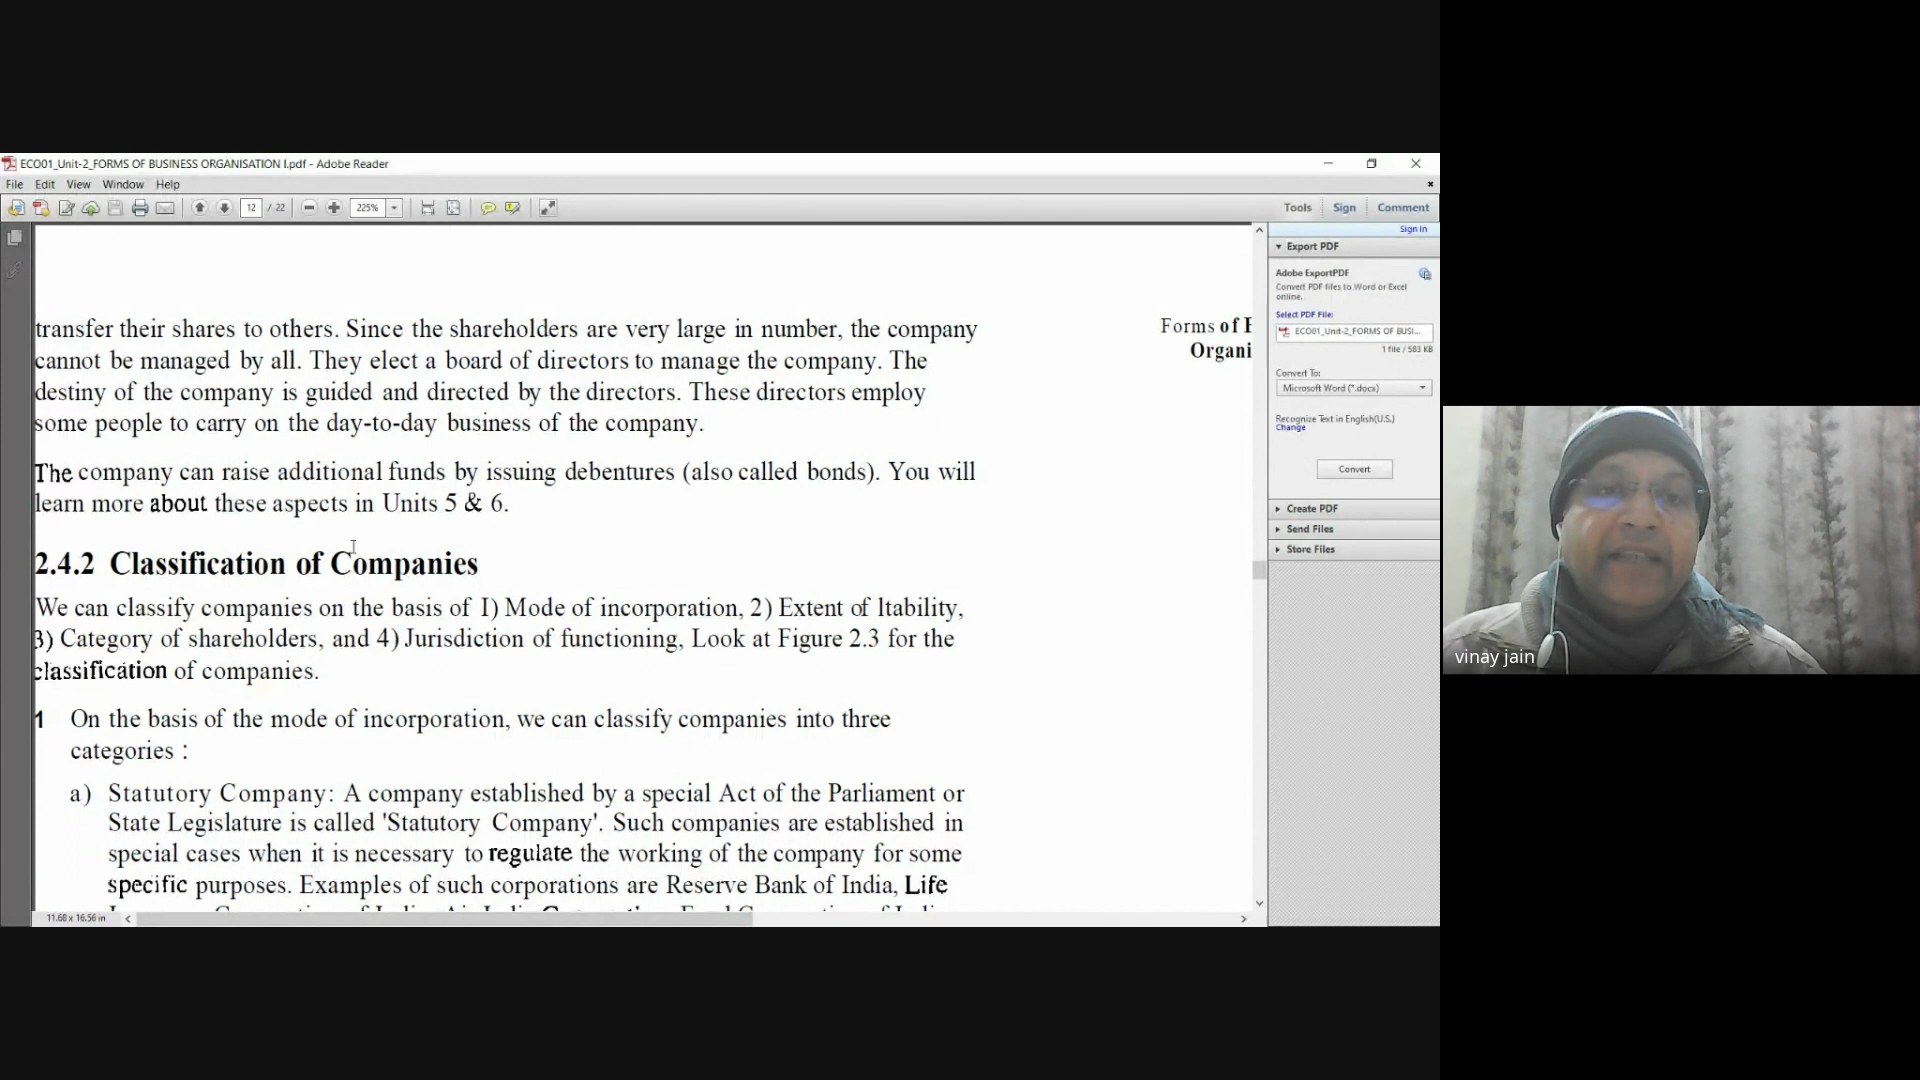 ECO01_Unit-2_FORMS OF BUSINESS ORGANISATION I.pdf - Adobe Reader
File Edit View Window Help
12 / 22 225% Tools Sign Comment
Sign In
Export PDF
Adobe ExportPDF
Convert PDF files to Word or Excel
online.
Select PDF File:
ECO01_Unit-2_FORMS OF BUSI...
1 file / 583 KB
Convert To:
Microsoft Word (*.docx)
Recognize Text in English(U.S.)
Change
Convert
Create PDF
Send Files
Store Files
transfer their shares to others. Since the shareholders are very large in number, the company
cannot be managed by all. They elect a board of directors to manage the company. The
destiny of the company is guided and directed by the directors. These directors employ
some people to carry on the day-to-day business of the company.
Forms of
Organi
The company can raise additional funds by issuing debentures (also called bonds). You will
learn more about these aspects in Units 5 & 6.
2.4.2 Classification of Companies
We can classify companies on the basis of I) Mode of incorporation, 2) Extent of ltability,
3) Category of shareholders, and 4) Jurisdiction of functioning, Look at Figure 2.3 for the
classification of companies.
1 On the basis of the mode of incorporation, we can classify companies into three
categories :
a) Statutory Company: A company established by a special Act of the Parliament or
State Legislature is called 'Statutory Company'. Such companies are established in
special cases when it is necessary to regulate the working of the company for some
specific purposes. Examples of such corporations are Reserve Bank of India, Life
11.68 x 16.56 in
vinay jain